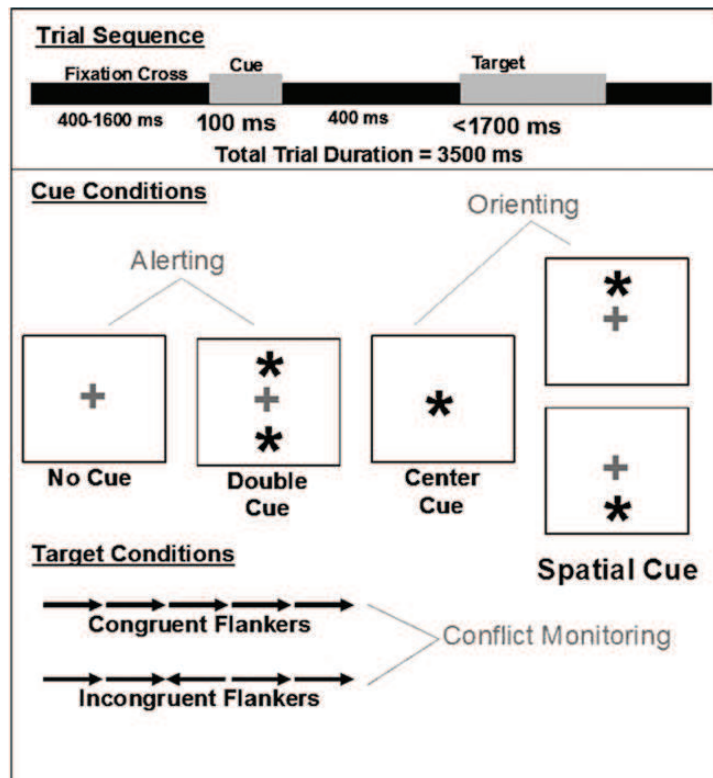 Trial Sequence
Fixation Cross Cue Target
400-1600 ms 100 ms 400 ms <1700 ms
Total Trial Duration = 3500 ms
Cue Conditions
Orienting
Alerting
No Cue
Double
Cue
Center
Cue
Spatial Cue
Target Conditions
Congruent Flankers
Conflict Monitoring
Incongruent Flankers